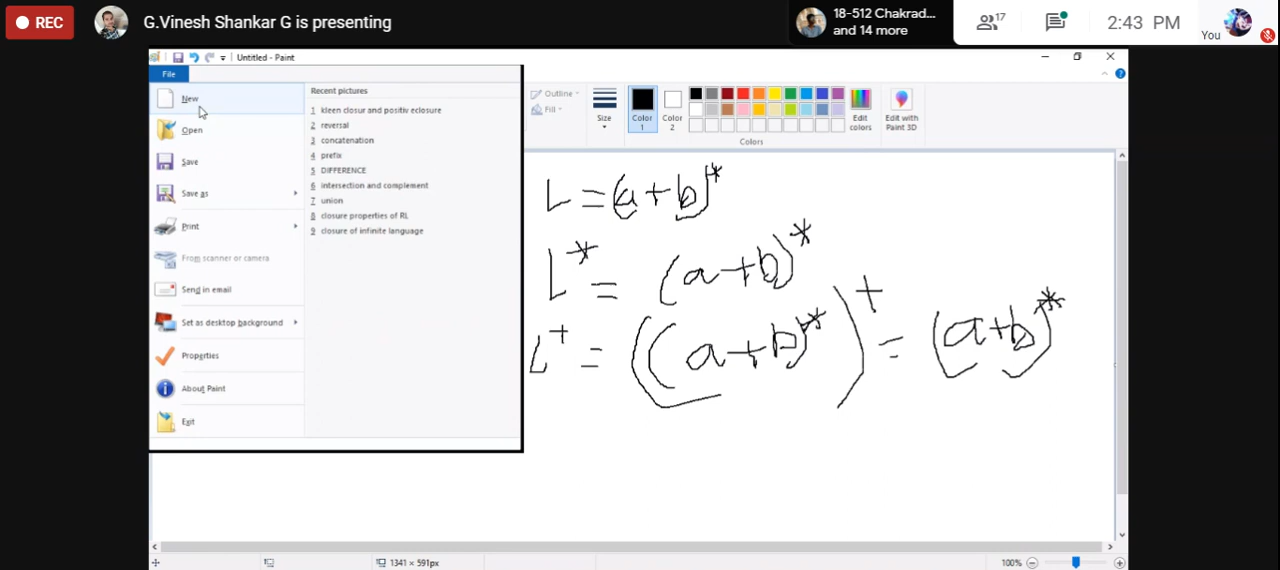 REC
G.Vinesh Shankar G is presenting
18-512 Chakrad...
and 14 more
17
2:43 PM
You
Untitled - Paint
File
New
Open
Save
Save as
Print
From scanner or camera
Send in email
Set as desktop background
Properties
About Paint
Exit
Recent pictures
1 kleen closur and positiv eclosure
2 reversal
3 concatenation
4 prefix
5 DIFFERENCE
6 intersection and complement
7 union
8 closure properties of RL
9 closure of infinite language
Outline
Fill
Size
Color 1
Color 2
Edit colors
Edit with Paint 3D
Colors
L = (a+b)*
L* = (a+b)*
L+ = ((a+b)*)+ = (a+b)*
1341 × 591px
100%